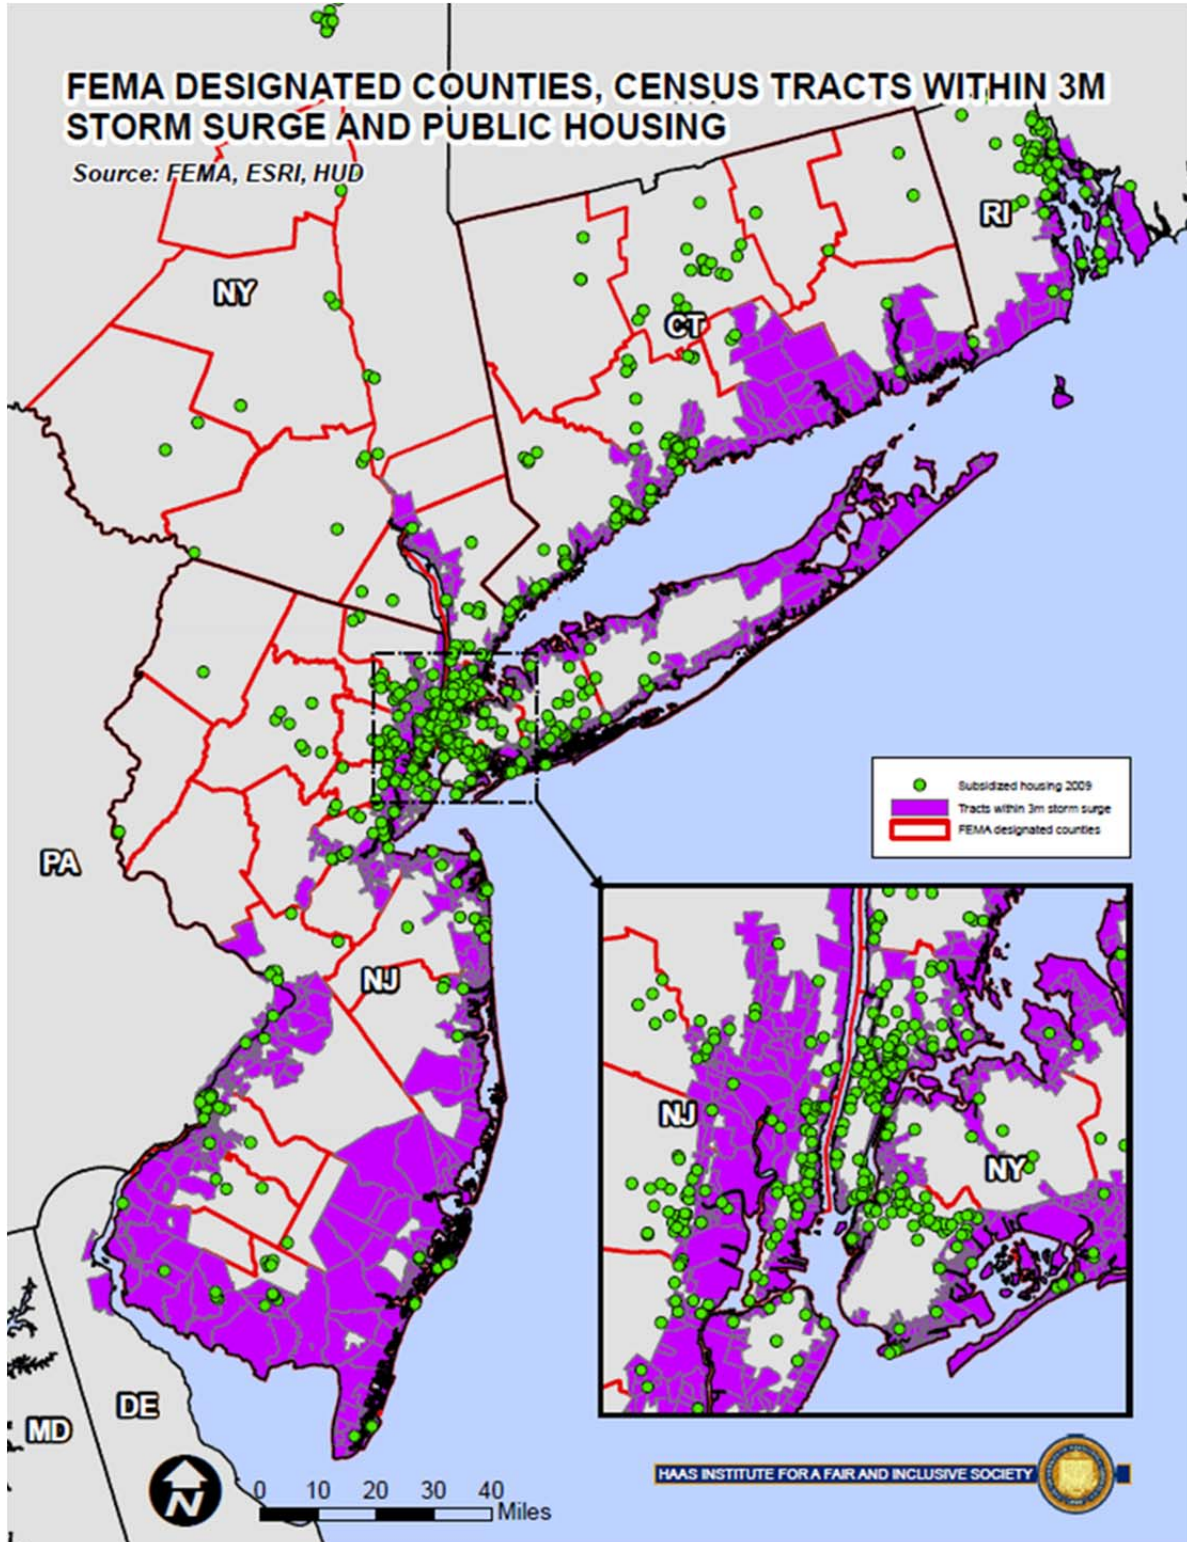 FEMA DESIGNATED COUNTIES, CENSUS TRACTS WITHIN 3M
STORM SURGE AND PUBLIC HOUSING
Source: FEMA, ESRI, HUD
RI
NY
CT
Subsidized housing 2009
Tracts within 3m storm surge
FEMA designated counties
PA
NJ
NJ
NY
DE
MD
N
0 10 20 30 40
Miles
HAAS INSTITUTE FOR A FAIR AND INCLUSIVE SOCIETY